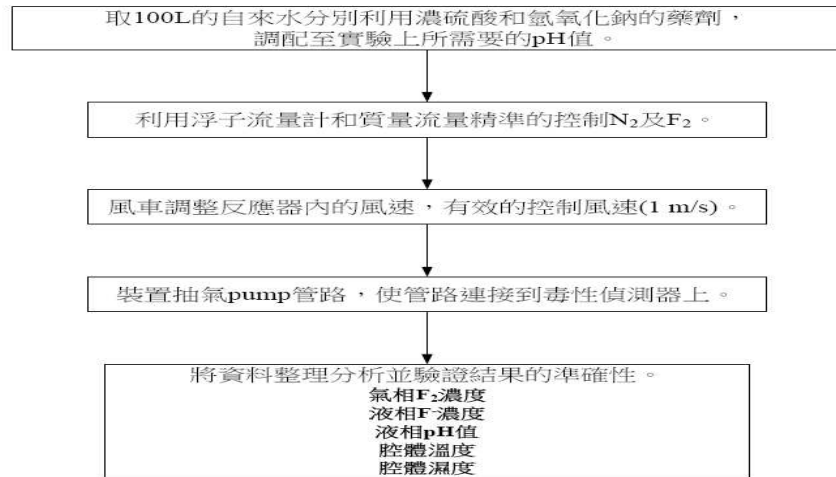 取100L的自來水分別利用濃硫酸和氫氧化鈉的藥劑，
調配至實驗上所需要的pH值。
利用浮子流量計和質量流量精準的控制N₂及F₂。
風車調整反應器內的風速，有效的控制風速(1 m/s)。
裝置抽氣pump管路，使管路連接到毒性偵測器上。
將資料整理分析並驗證結果的準確性。
氣相F₂濃度
液相F⁻濃度
液相pH值
腔體溫度
腔體濕度